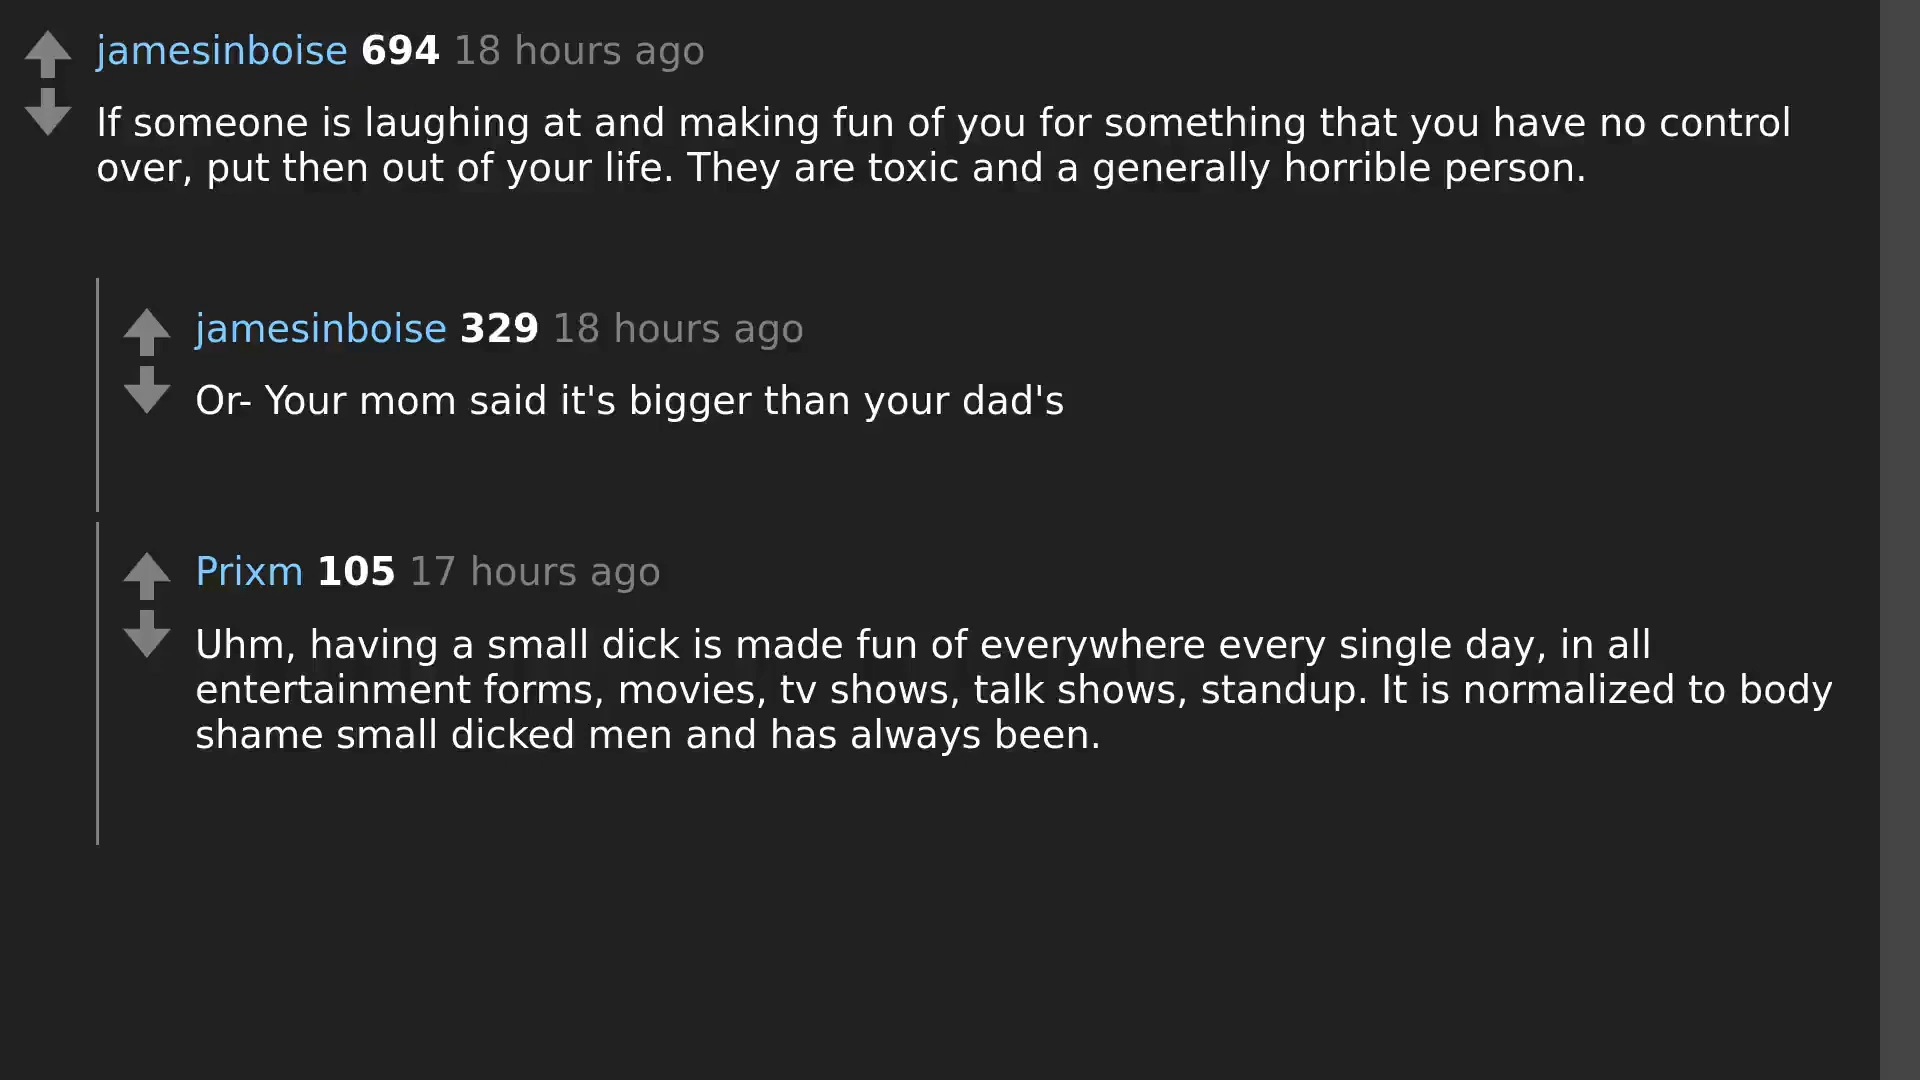 jamesinboise 694 18 hours ago
If someone is laughing at and making fun of you for something that you have no control
over, put then out of your life. They are toxic and a generally horrible person.
jamesinboise 329 18 hours ago
Or- Your mom said it's bigger than your dad's
Prixm 105 17 hours ago
Uhm, having a small dick is made fun of everywhere every single day, in all
entertainment forms, movies, tv shows, talk shows, standup. It is normalized to body
shame small dicked men and has always been.